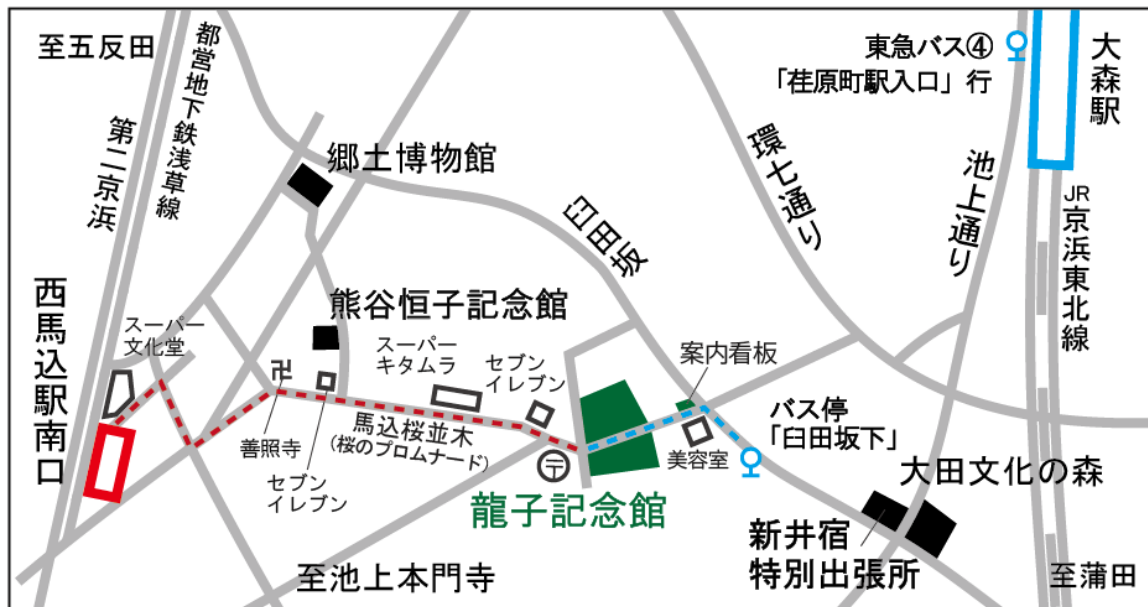 至五反田
都営地下鉄浅草線
第二京浜
東急バス④
「荏原町駅入口」行
大森駅
郷土博物館
環七通り
池上通り
JR
京浜東北線
臼田坂
西馬込駅南口
スーパー
文化堂
熊谷恒子記念館
スーパー
キタムラ
セブン
イレブン
案内看板
卍
善照寺
セブン
イレブン
馬込桜並木
(桜のプロムナード)
〒
美容室
バス停
「臼田坂下」
龍子記念館
大田文化の森
新井宿
特別出張所
至池上本門寺
至蒲田